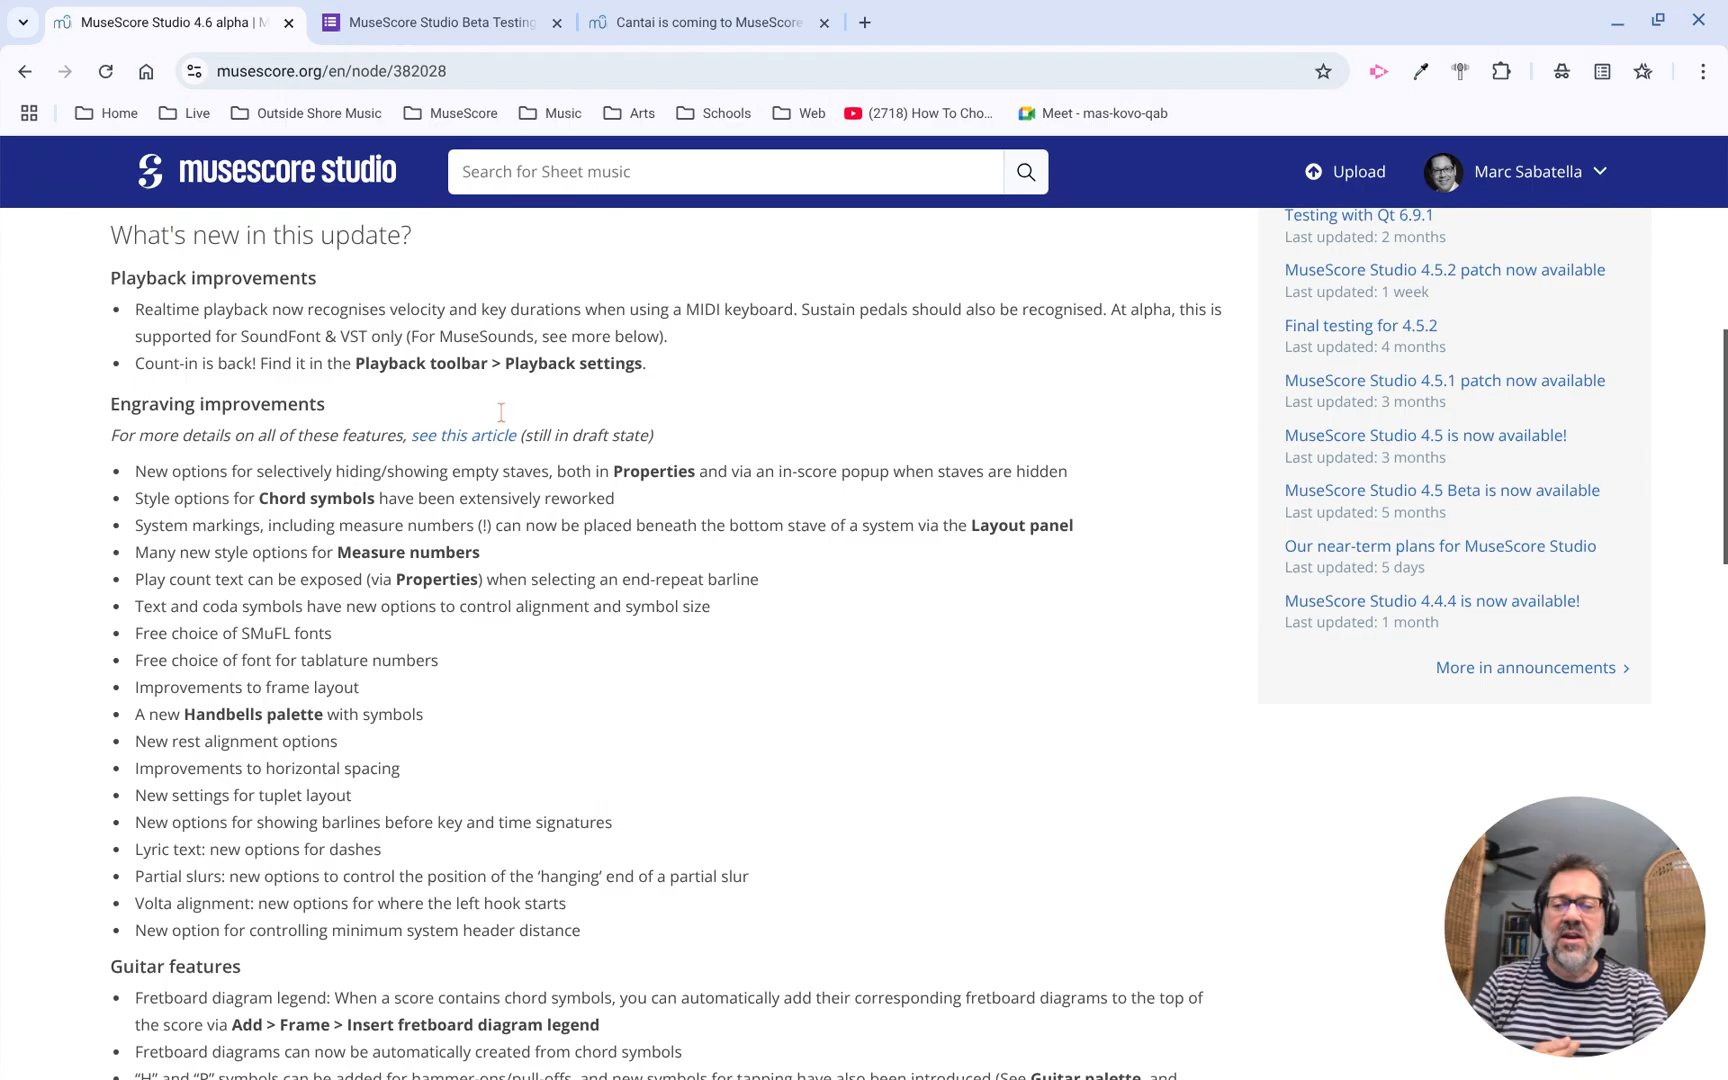 MuseScore Studio 4.6 alpha | M
MuseScore Studio Beta Testing
Cantai is coming to MuseScore
musescore.org/en/node/382028
Home
Live
Outside Shore Music
MuseScore
Music
Arts
Schools
Web
(2718) How To Cho...
Meet - mas-kovo-qab
musescore studio
Search for Sheet music
Upload
Marc Sabatella
What's new in this update?
Playback improvements
• Realtime playback now recognises velocity and key durations when using a MIDI keyboard. Sustain pedals should also be recognised. At alpha, this is
supported for SoundFont & VST only (For MuseSounds, see more below).
• Count-in is back! Find it in the Playback toolbar > Playback settings.
Engraving improvements
For more details on all of these features, see this article (still in draft state)
• New options for selectively hiding/showing empty staves, both in Properties and via an in-score popup when staves are hidden
• Style options for Chord symbols have been extensively reworked
• System markings, including measure numbers (!) can now be placed beneath the bottom stave of a system via the Layout panel
• Many new style options for Measure numbers
• Play count text can be exposed (via Properties) when selecting an end-repeat barline
• Text and coda symbols have new options to control alignment and symbol size
• Free choice of SMuFL fonts
• Free choice of font for tablature numbers
• Improvements to frame layout
• A new Handbells palette with symbols
• New rest alignment options
• Improvements to horizontal spacing
• New settings for tuplet layout
• New options for showing barlines before key and time signatures
• Lyric text: new options for dashes
• Partial slurs: new options to control the position of the ‘hanging’ end of a partial slur
• Volta alignment: new options for where the left hook starts
• New option for controlling minimum system header distance
Guitar features
• Fretboard diagram legend: When a score contains chord symbols, you can automatically add their corresponding fretboard diagrams to the top of
the score via Add > Frame > Insert fretboard diagram legend
• Fretboard diagrams can now be automatically created from chord symbols
• “H” and “P” symbols can be added for hammer-ons/pull-offs, and new symbols for tapping have also been introduced (See Guitar palette, and
Testing with Qt 6.9.1
Last updated: 2 months
MuseScore Studio 4.5.2 patch now available
Last updated: 1 week
Final testing for 4.5.2
Last updated: 4 months
MuseScore Studio 4.5.1 patch now available
Last updated: 3 months
MuseScore Studio 4.5 is now available!
Last updated: 3 months
MuseScore Studio 4.5 Beta is now available
Last updated: 5 months
Our near-term plans for MuseScore Studio
Last updated: 5 days
MuseScore Studio 4.4.4 is now available!
Last updated: 1 month
More in announcements >